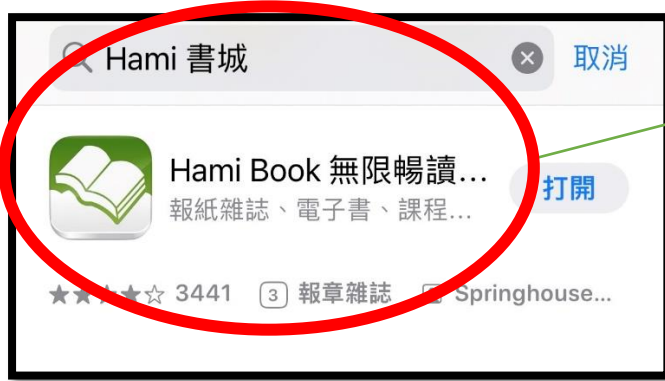 Hami 書城 取消
Hami Book 無限暢讀...
報紙雜誌、電子書、課程...
打開
★★★★☆ 3441 3 報章雜誌 Springhouse...